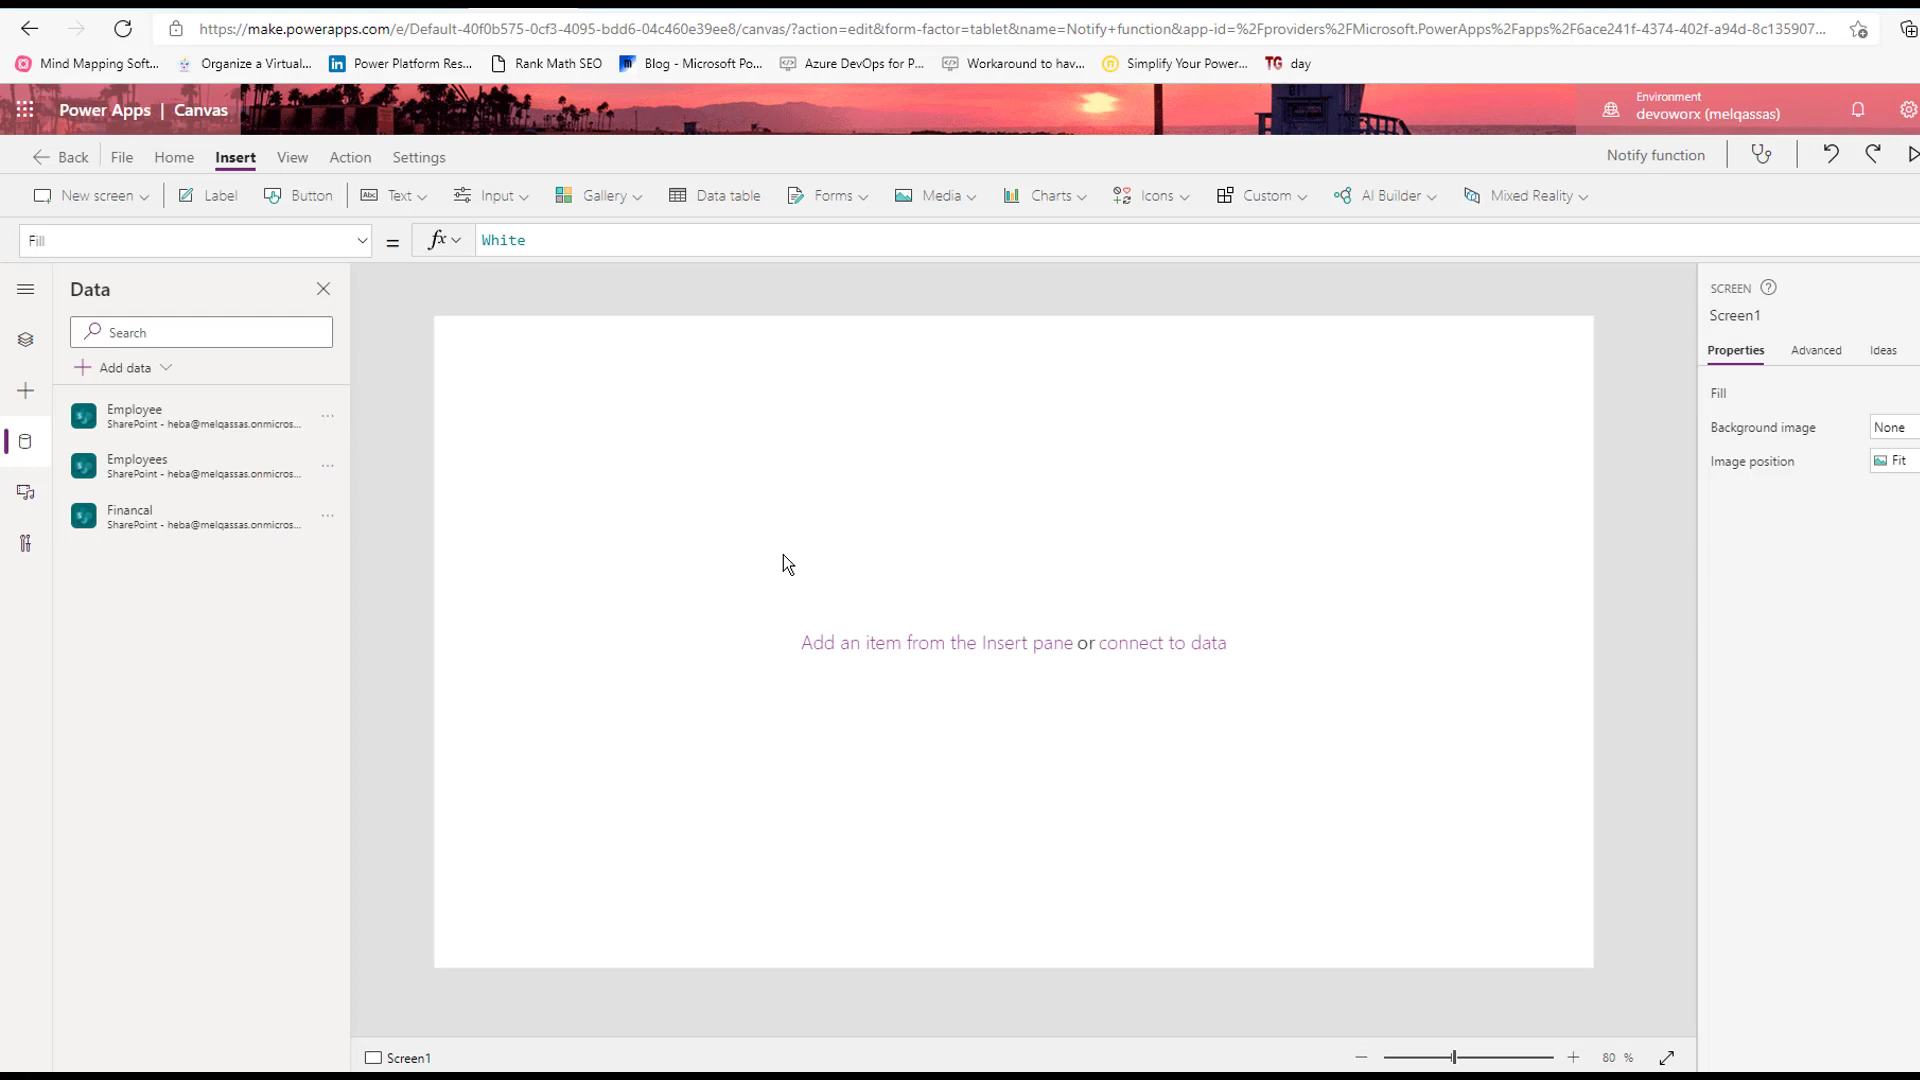 https://make.powerapps.com/e/Default-40f0b575-0cf3-4095-bdd6-04c460e39ee8/canvas/?action=edit&form-factor=tablet&name=Notify+function&app-id=%2Fproviders%2FMicrosoft.PowerApps%2Fapps%2F6ace241f-4374-402f-a94d-8c135907...
Mind Mapping Soft... Organize a Virtual... Power Platform Res... Rank Math SEO Blog - Microsoft Po... Azure DevOps for P... Workaround to hav... Simplify Your Power... TG day
Power Apps | Canvas
Environment
devoworx (melqassas)
Back File Home Insert View Action Settings Notify function
New screen Label Button Text Input Gallery Data table Forms Media Charts Icons Custom AI Builder Mixed Reality
Fill = fx White
Data
Search
Add data
Employee
SharePoint - heba@melqassas.onmicros...
Employees
SharePoint - heba@melqassas.onmicros...
Financal
SharePoint - heba@melqassas.onmicros...
Add an item from the Insert pane or connect to data
SCREEN
Screen1
Properties Advanced Ideas
Fill
Background image None
Image position Fit
Screen1 80 %